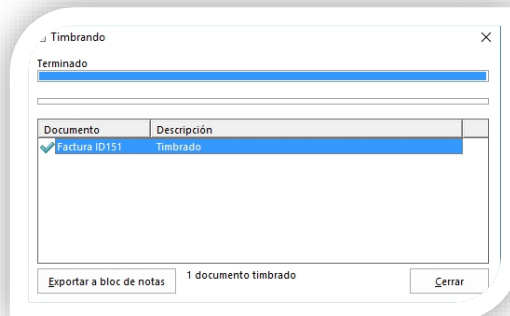 Timbrando
Terminado
Documento Descripción
Factura ID151 Timbrado
Exportar a bloc de notas 1 documento timbrado Cerrar